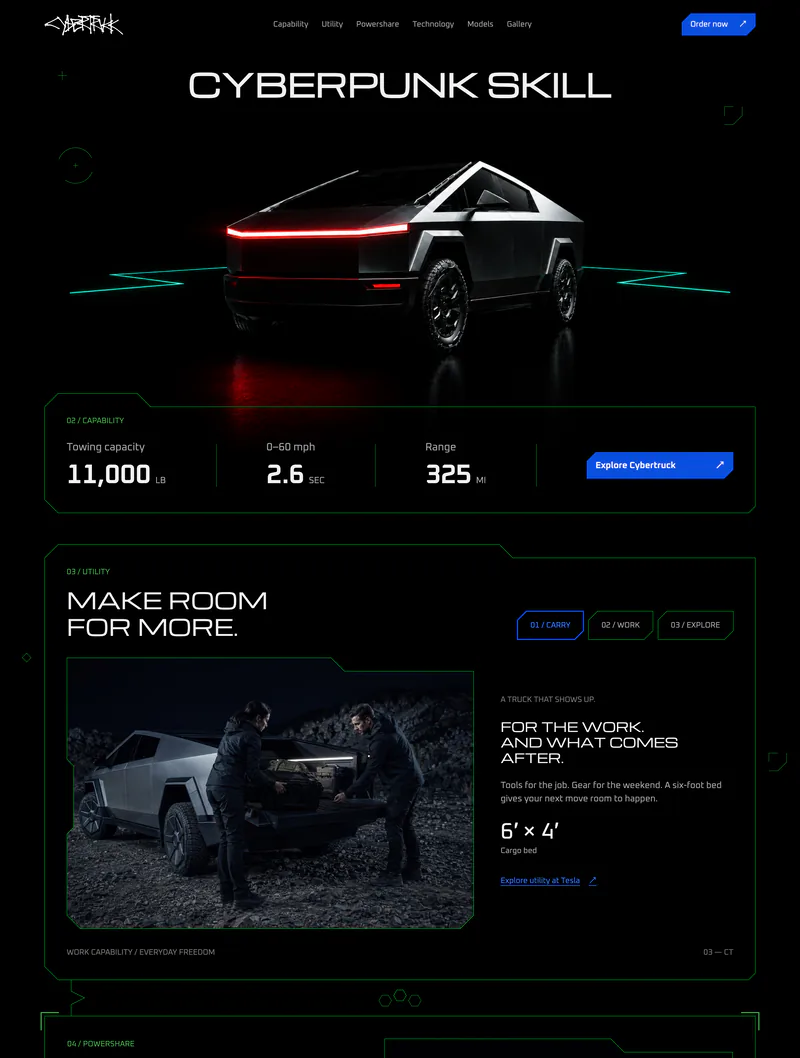 CYBERTRUCK
Capability Utility Powershare Technology Models Gallery
Order now ↗
CYBERPUNK SKILL
02 / CAPABILITY
Towing capacity
11,000 LB
0–60 mph
2.6 SEC
Range
325 MI
Explore Cybertruck ↗
03 / UTILITY
MAKE ROOM
FOR MORE.
01 / CARRY 02 / WORK 03 / EXPLORE
A TRUCK THAT SHOWS UP.
FOR THE WORK.
AND WHAT COMES
AFTER.
Tools for the job. Gear for the weekend. A six-foot bed
gives your next move room to happen.
6′ × 4′
Cargo bed
Explore utility at Tesla ↗
WORK CAPABILITY / EVERYDAY FREEDOM
03 — CT
04 / POWERSHARE